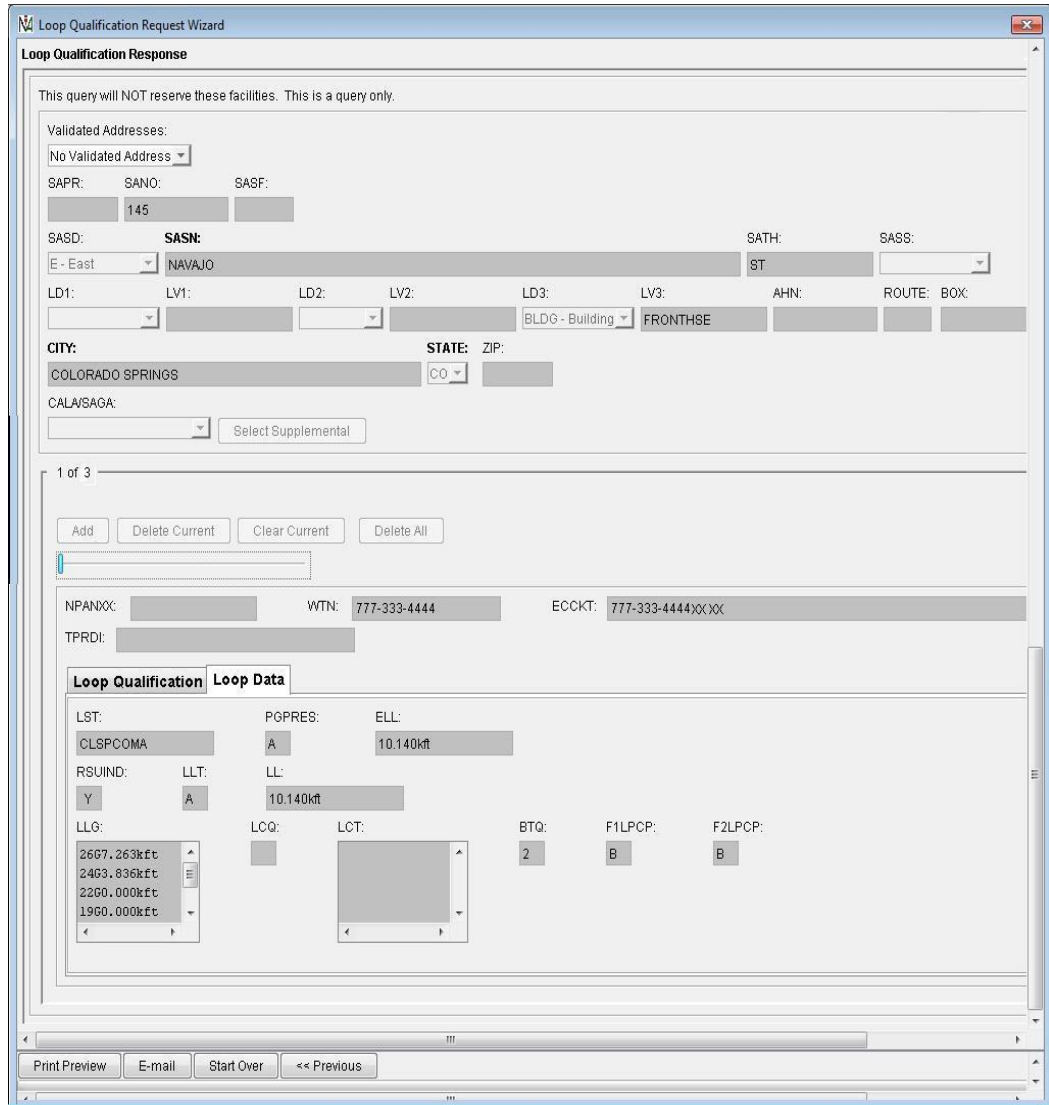 Loop Qualification Request Wizard
Loop Qualification Response
This query will NOT reserve these facilities. This is a query only.
Validated Addresses:
No Validated Address
SAPR: SANO: SASF:
145
SASD: SASN: SATH: SASS:
E - East NAVAJO ST
LD1: LV1: LD2: LV2: LD3: LV3: AHN: ROUTE: BOX:
BLDG - Building FRONTHSE
CITY: STATE: ZIP:
COLORADO SPRINGS CO
CALA/SAGA:
Select Supplemental
1 of 3
Add Delete Current Clear Current Delete All
NPANXX: WTN: 777-333-4444 ECCKT: 777-333-4444XXXX
TPRDI:
Loop Qualification Loop Data
LST: PGPRES: ELL:
CLSPCOMA A 10.140kft
RSUIND: LLT: LL:
Y A 10.140kft
LLG: LCQ: LCT: BTQ: F1LPCP: F2LPCP:
26G7.263kft 2 B B
24G3.836kft
22G0.000kft
19G0.000kft
Print Preview E-mail Start Over << Previous